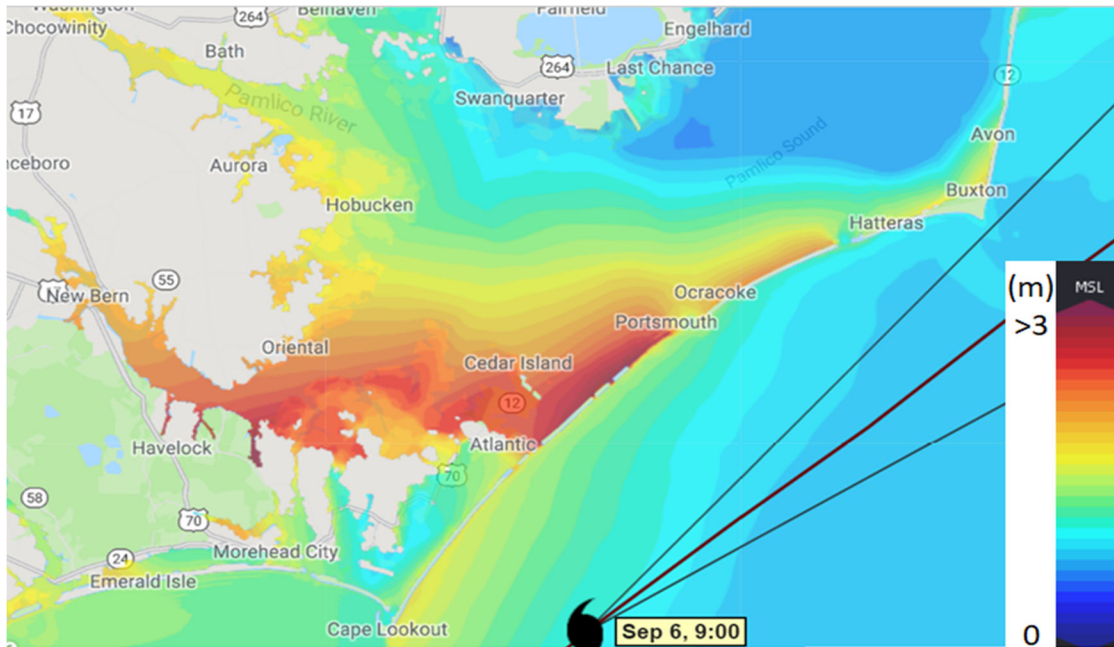 Washington
Chocowinity
264
Belhaven
Fairfield
Engelhard
Bath
264
Last Chance
12
Swanquarter
Pamlico River
17
Avon
Pamlico Sound
nceboro
Aurora
Buxton
Hobucken
Hatteras
55
New Bern
Ocracoke
(m)
MSL
Portsmouth
>3
Oriental
Cedar Island
12
Havelock
Atlantic
70
58
70
Morehead City
24
Emerald Isle
Cape Lookout
Sep 6, 9:00
0